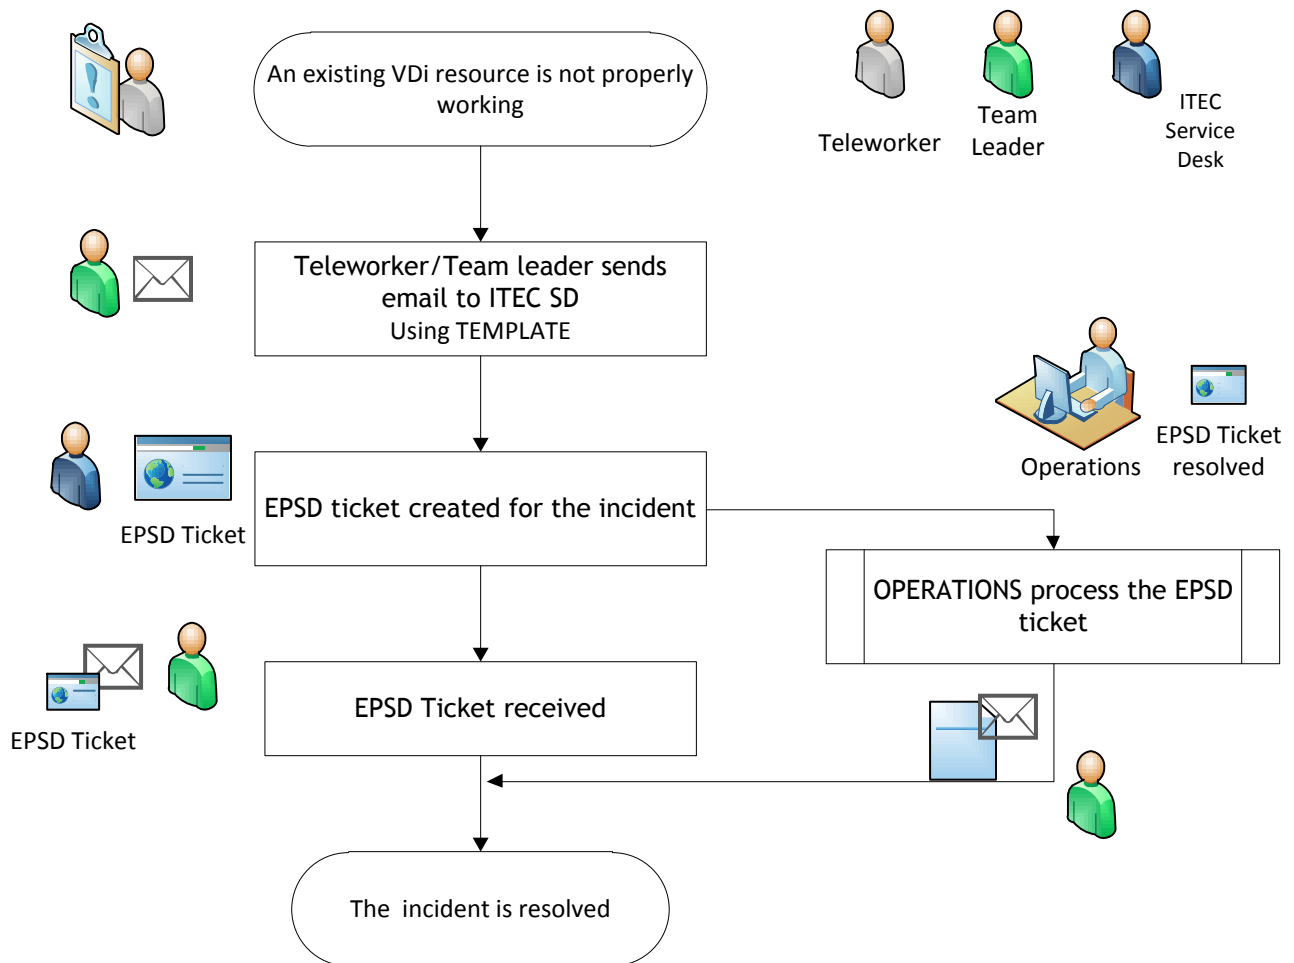 An existing VDi resource is not properly
working
Teleworker
Team
Leader
ITEC
Service
Desk
Teleworker/Team leader sends
email to ITEC SD
Using TEMPLATE
Operations
EPSD Ticket
resolved
EPSD Ticket
EPSD ticket created for the incident
OPERATIONS process the EPSD
ticket
EPSD Ticket
EPSD Ticket received
The  incident is resolved